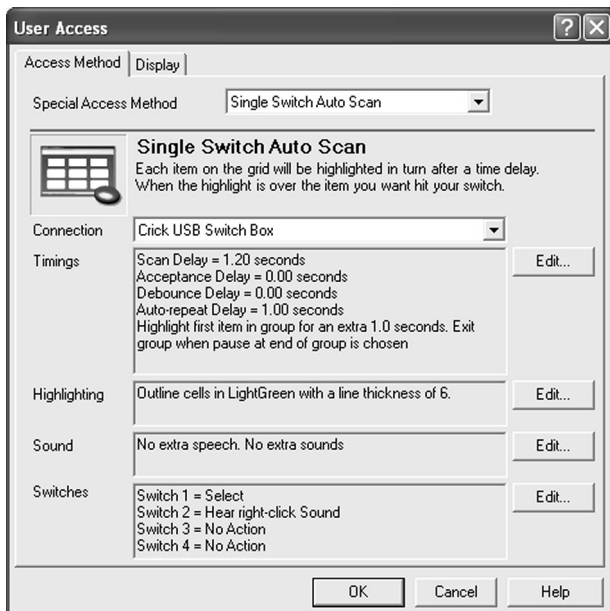 User Access
Access Method
Display
Special Access Method
Single Switch Auto Scan
Single Switch Auto Scan
Each item on the grid will be highlighted in turn after a time delay.
When the highlight is over the item you want hit your switch.
Connection
Crick USB Switch Box
Timings
Scan Delay = 1.20 seconds
Acceptance Delay = 0.00 seconds
Debounce Delay = 0.00 seconds
Auto-repeat Delay = 1.00 seconds
Highlight first item in group for an extra 1.0 seconds. Exit
group when pause at end of group is chosen
Edit...
Highlighting
Outline cells in LightGreen with a line thickness of 6.
Edit...
Sound
No extra speech. No extra sounds
Edit...
Switches
Switch 1 = Select
Switch 2 = Hear right-click Sound
Switch 3 = No Action
Switch 4 = No Action
Edit...
OK
Cancel
Help